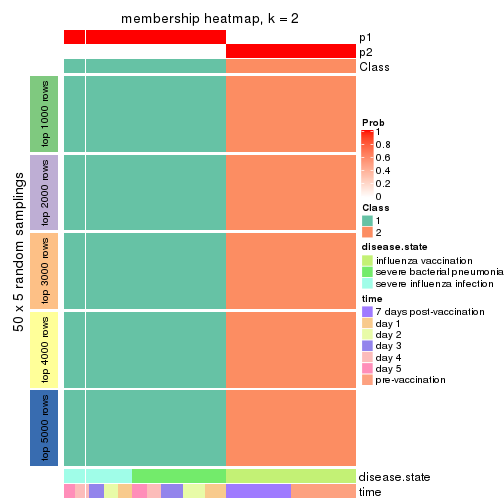 membership heatmap, k = 2
p1
p2
Class
50 x 5 random samplings
top 1000 rows
top 2000 rows
top 3000 rows
top 4000 rows
top 5000 rows
Prob
1
0.8
0.6
0.4
0.2
0
Class
1
2
disease.state
influenza vaccination
severe bacterial pneumonia
severe influenza infection
time
7 days post-vaccination
day 1
day 2
day 3
day 4
day 5
pre-vaccination
disease.state
time